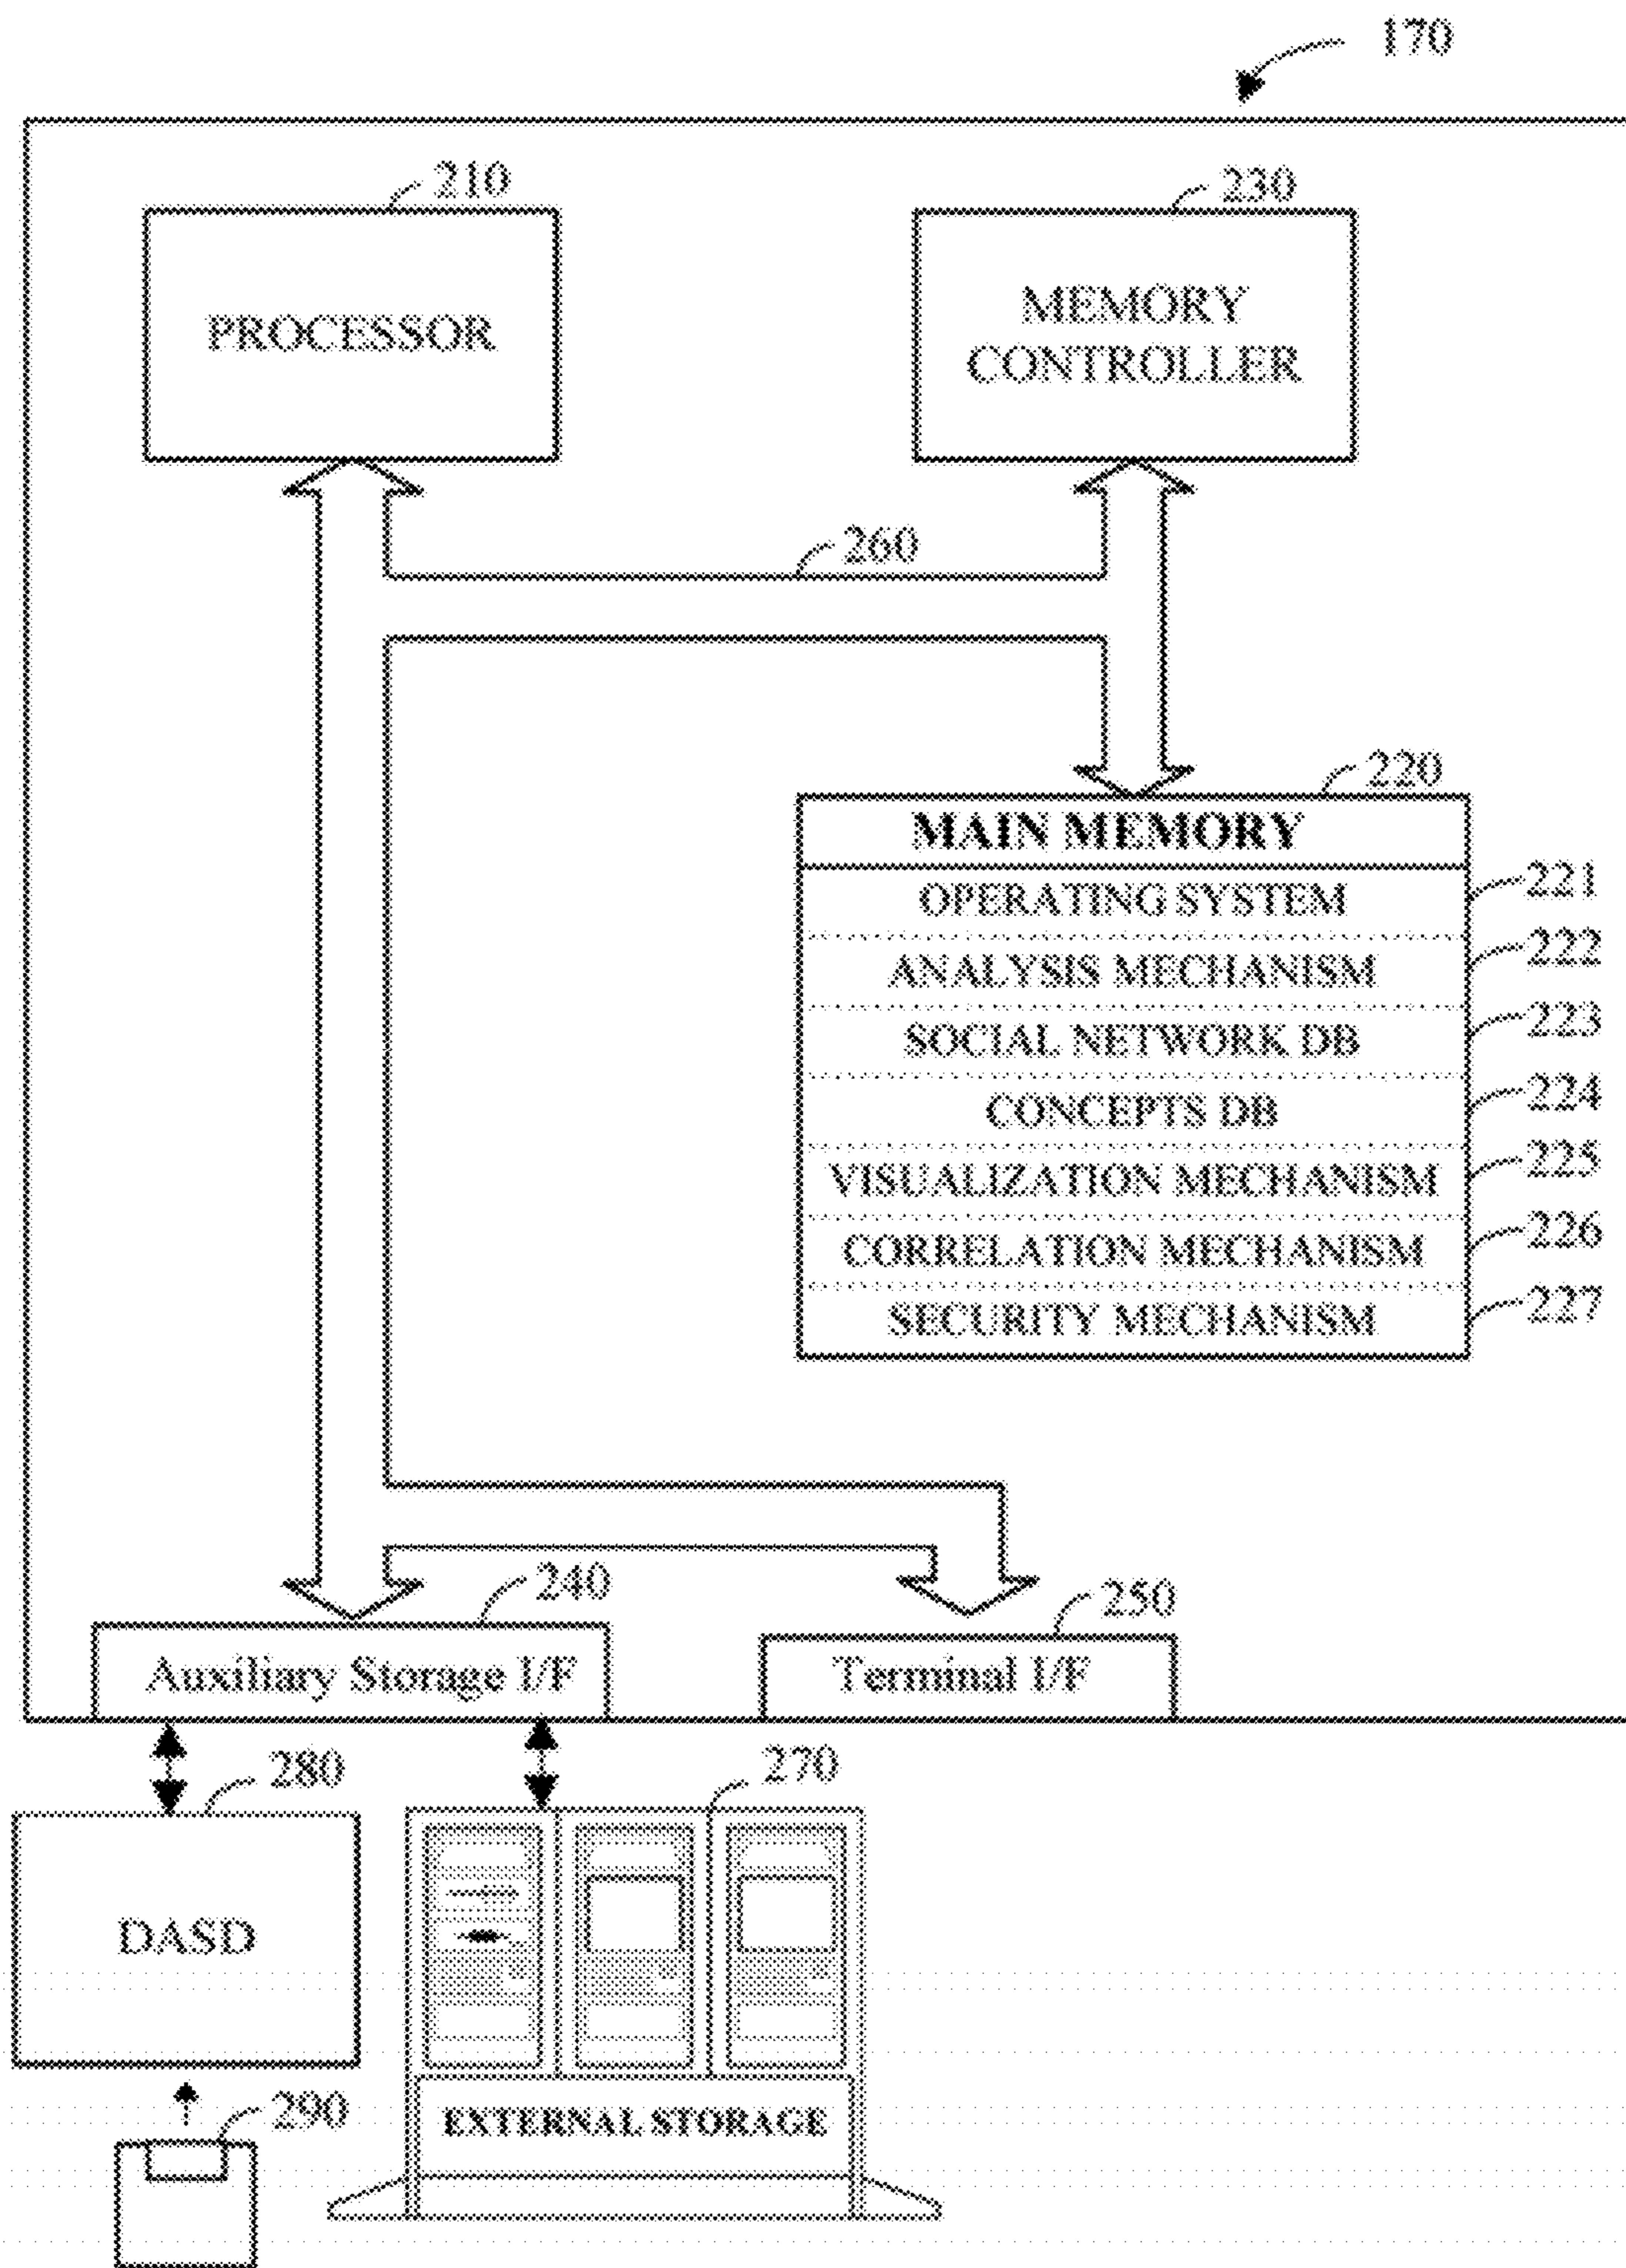 170
210
230
PROCESSOR
MEMORY
CONTROLLER
260
220
MAIN MEMORY
OPERATING SYSTEM
221
ANALYSIS MECHANISM
222
SOCIAL NETWORK DB
223
CONCEPTS DB
224
VISUALIZATION MECHANISM
225
CORRELATION MECHANISM
226
SECURITY MECHANISM
227
240
250
Auxiliary Storage I/F
Terminal I/F
280
270
DASD
290
EXTERNAL STORAGE